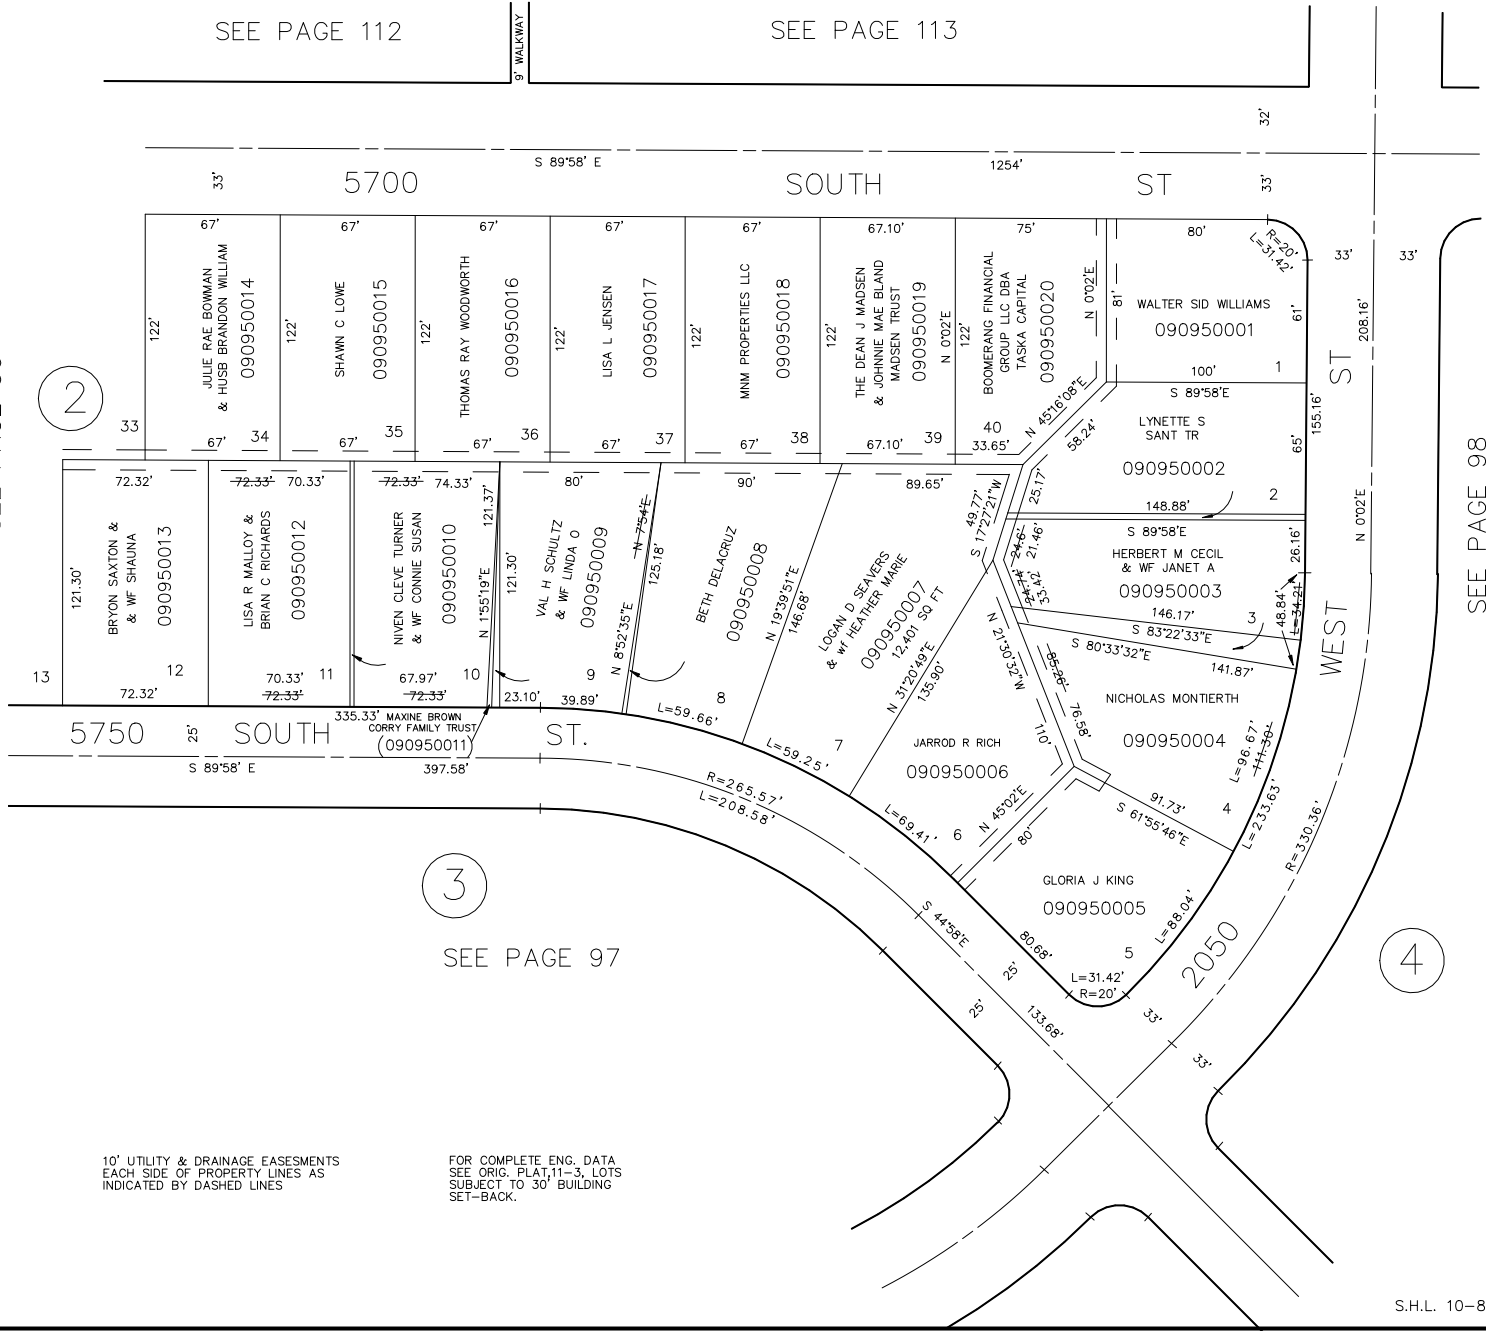 SEE PAGE 112
9' WALKWAY
SEE PAGE 113
32'
S 89°58' E
1254'
33'
5700
SOUTH
ST
33'
67'
67'
67'
67'
67'
67.10'
75'
80'
R=20'
L=31.42'
33'
33'
122'
JULIE RAE BOWMAN
& HUSB BRANDON WILLIAM
090950014
122'
SHAWN C LOWE
090950015
122'
THOMAS RAY WOODWORTH
090950016
122'
LISA L JENSEN
090950017
122'
MNM PROPERTIES LLC
090950018
122'
THE DEAN J MADSEN
& JOHNNIE MAE BLAND
MADSEN TRUST
090950019
N 0°02'E
122'
BOOMERANG FINANCIAL
GROUP LLC DBA
TASKA CAPITAL
090950020
N 0°02'E
81'
WALTER SID WILLIAMS
090950001
61'
100'
1
S 89°58'E
208.16'
ST
155.16'
2
33
67'
34
67'
35
67'
36
67'
37
67'
38
67.10'
39
40
33.65'
N 45°16'08"E
58.24'
LYNETTE S
SANT TR
090950002
65'
2
148.88'
S 89°58'E
N 0°02'E
SEE PAGE 98
72.32'
72.33'
70.33'
72.33'
74.33'
80'
90'
89.65'
121.30'
BRYON SAXTON &
& WF SHAUNA
090950013
LISA R MALLOY &
BRIAN C RICHARDS
090950012
NIVEN CLEVE TURNER
& WF CONNIE SUSAN
090950010
121.37'
N 1°55'19"E
121.30'
VAL H SCHULTZ
& WF LINDA O
090950009
N 7°54'E
125.18'
N 8°52'35"E
BETH DELACRUZ
090950008
N 19°39'51"E
146.68'
LOGAN D SEAVERS
& wf HEATHER MARIE
090950007
12,401 SQ FT
49.77'
S 17°27'21"W
25.17'
24.6'
21.46'
24.74'
33.42'
HERBERT M CECIL
& WF JANET A
090950003
26.16'
146.17'
3
S 83°22'33"E
48.84'
L=34.21'
S 80°33'32"E
141.87'
WEST
13
12
72.32'
70.33'
72.33'
11
67.97'
72.33'
10
23.10'
9
39.89'
8
L=59.66'
7
L=59.25'
N 31°20'49"E
135.90'
N 21°30'32"W
85.26'
76.58'
110'
NICHOLAS MONTIERTH
090950004
L=96.67'
111.30'
4
91.73'
S 61°55'46"E
L=233.63'
R=330.36'
JARROD R RICH
090950006
6
L=69.41'
N 45°02'E
80'
5750
25'
SOUTH
ST.
335.33'
MAXINE BROWN
CORRY FAMILY TRUST
(090950011)
S 89°58' E
397.58'
R=265.57'
L=208.58'
GLORIA J KING
090950005
5
L=88.04'
L=31.42'
R=20'
80.68'
S 44°58'E
25'
25'
133.68'
33'
33'
2050
3
SEE PAGE 97
4
10' UTILITY & DRAINAGE EASESMENTS
EACH SIDE OF PROPERTY LINES AS
INDICATED BY DASHED LINES
FOR COMPLETE ENG. DATA
SEE ORIG. PLAT,11-3, LOTS
SUBJECT TO 30' BUILDING
SET-BACK.
S.H.L. 10-8